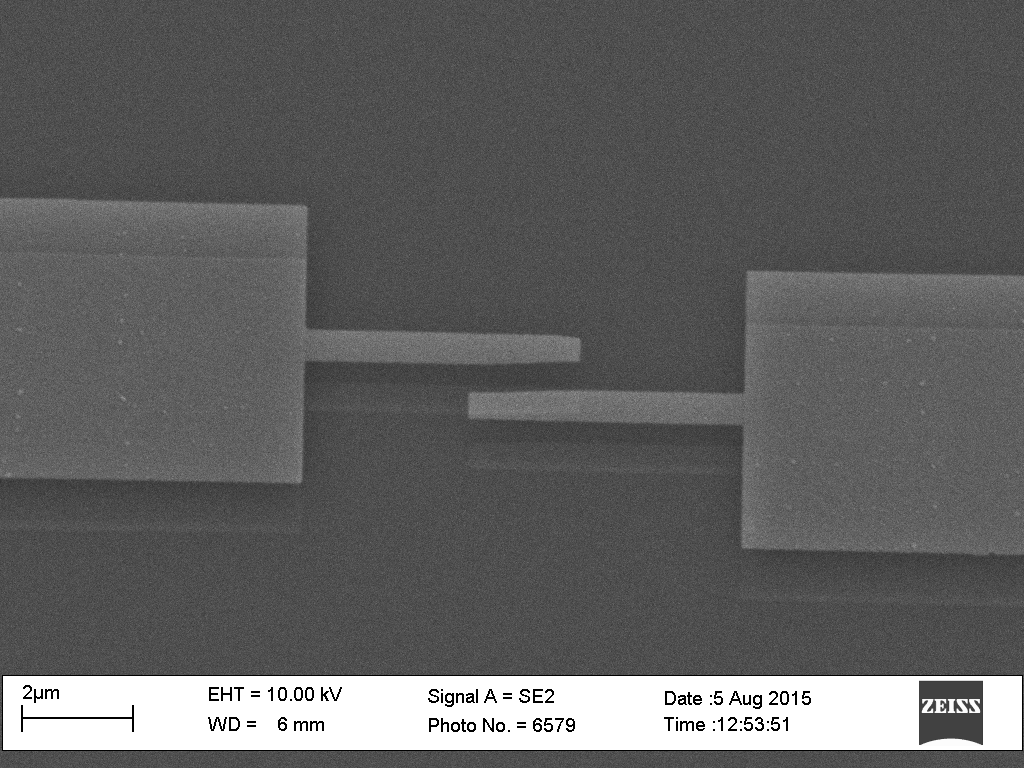 2µm
EHT = 10.00 kV
Signal A = SE2
Date :5 Aug 2015
WD = 6 mm
Photo No. = 6579
Time :12:53:51
ZEISS